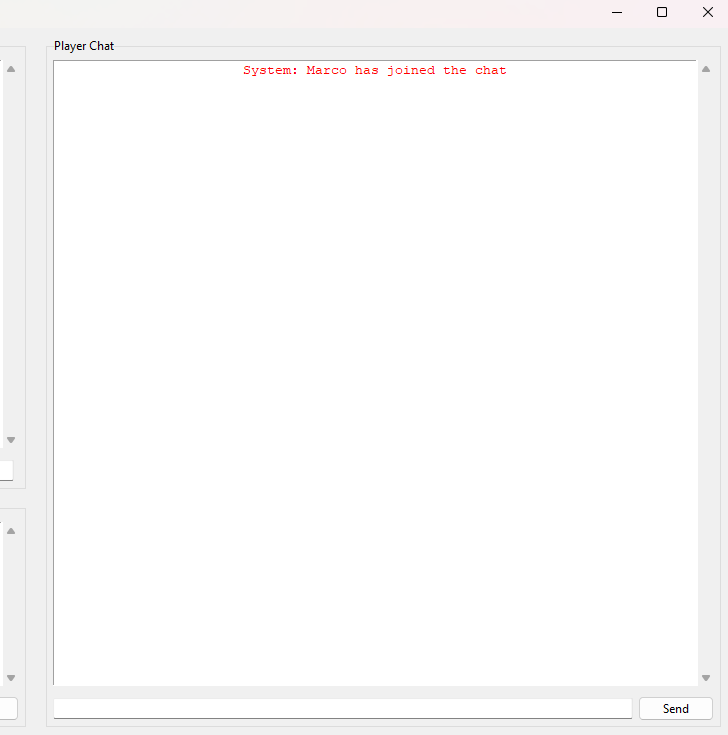 Player Chat
System: Marco has joined the chat
Send